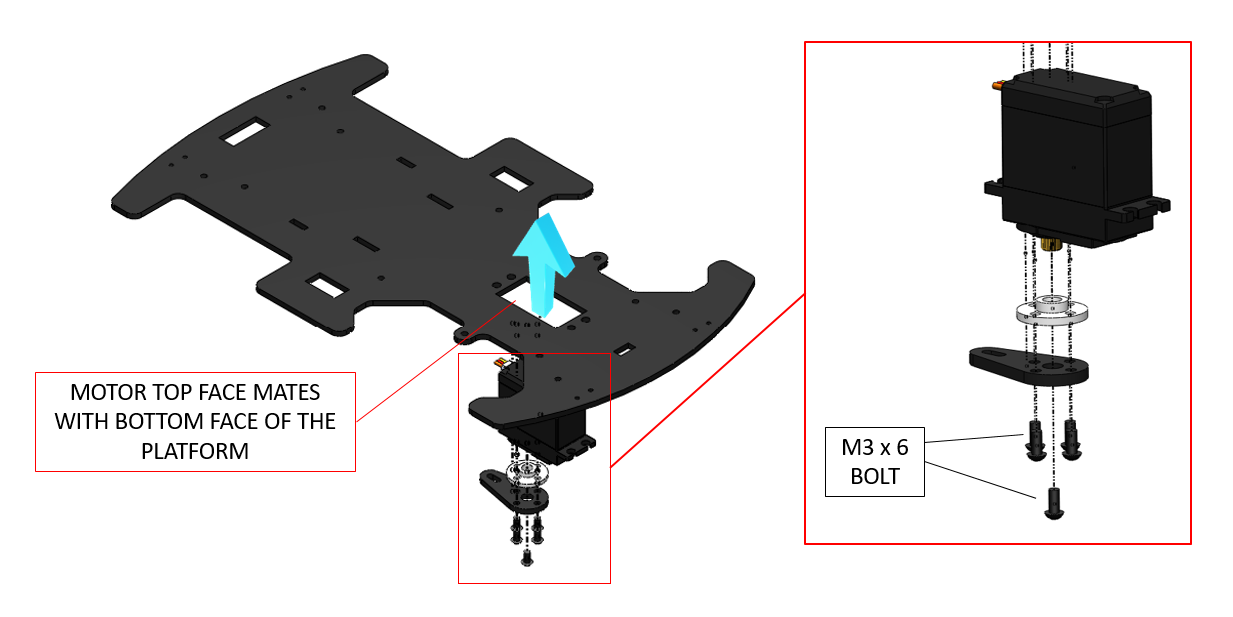 MOTOR TOP FACE MATES
WITH BOTTOM FACE OF THE
PLATFORM
M3 x 6
BOLT